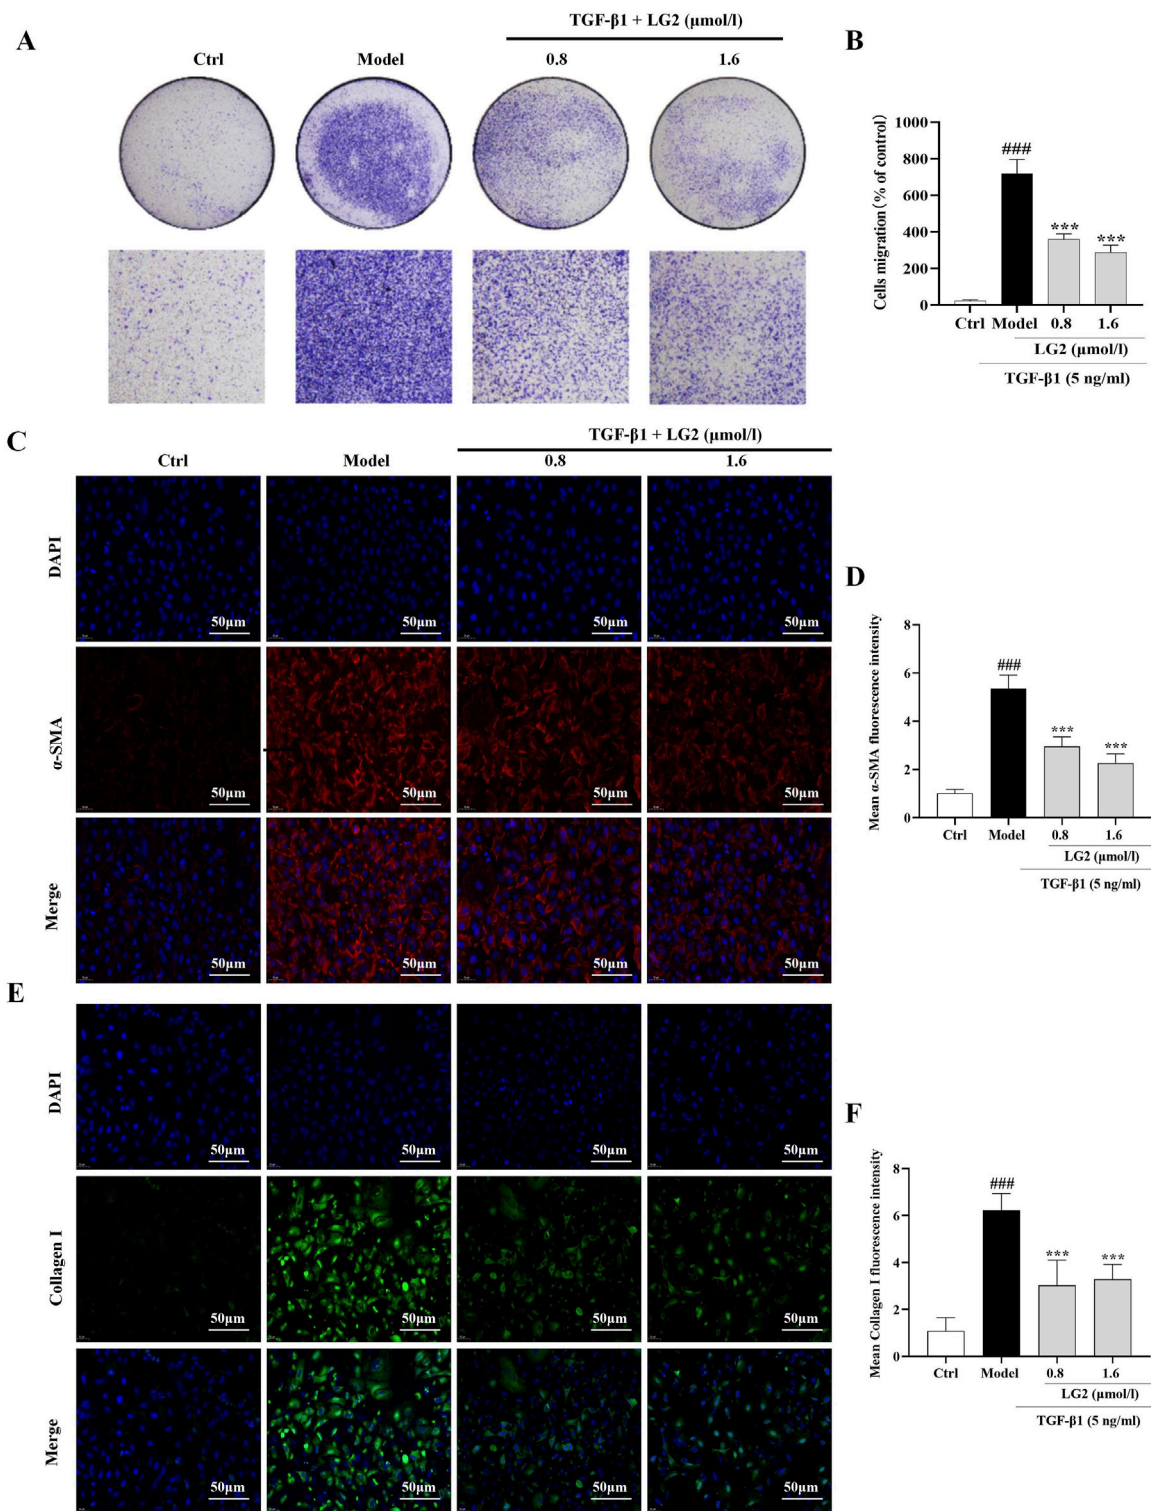 A
TGF-β1 + LG2 (μmol/l)
Ctrl Model 0.8 1.6
B
Cells migration(% of control)
1000
800
600
400
200
0
###
***
***
Ctrl Model 0.8 1.6
LG2 (μmol/l)
TGF-β1 (5 ng/ml)
C
TGF-β1 + LG2 (μmol/l)
Ctrl Model 0.8 1.6
DAPI
50μm 50μm 50μm 50μm
α-SMA
50μm 50μm 50μm 50μm
Merge
50μm 50μm 50μm 50μm
D
Mean α-SMA fluorescence intensity
8
6
4
2
0
###
***
***
Ctrl Model 0.8 1.6
LG2 (μmol/l)
TGF-β1 (5 ng/ml)
E
DAPI
50μm 50μm 50μm 50μm
Collagen I
50μm 50μm 50μm 50μm
Merge
50μm 50μm 50μm 50μm
F
Mean Collagen I fluorescence intensity
8
6
4
2
0
###
***
***
Ctrl Model 0.8 1.6
LG2 (μmol/l)
TGF-β1 (5 ng/ml)